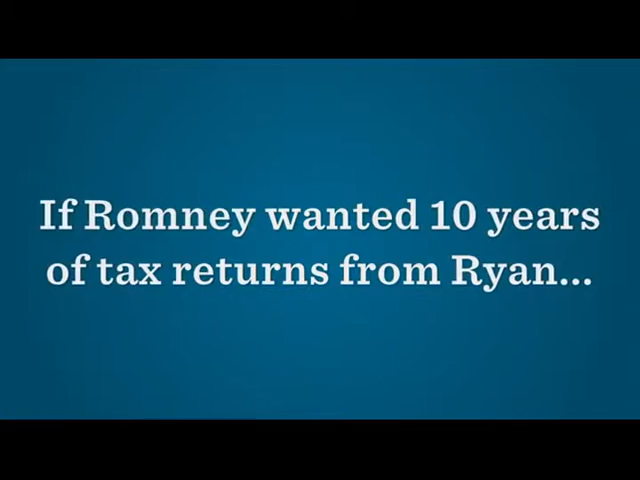 If Romney wanted 10 years
of tax returns from Ryan...